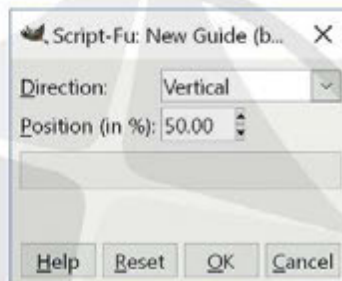 Script-Fu: New Guide (b...
Direction: Vertical
Position (in %): 50.00
Help Reset OK Cancel